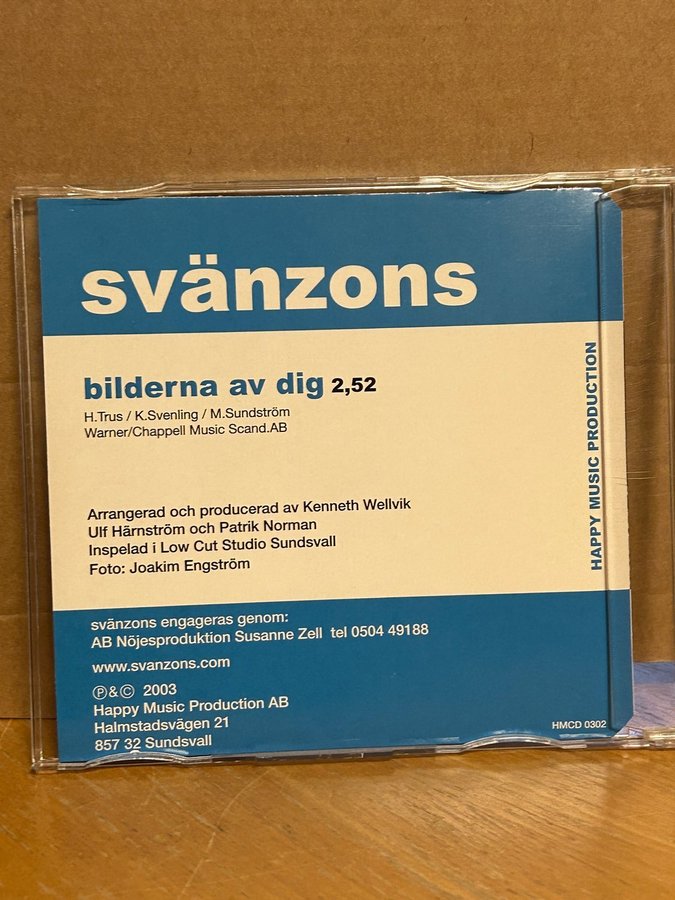 svänzons
bilderna av dig 2,52
H.Trus / K.Svenling / M.Sundström
Warner/Chappell Music Scand.AB
HAPPY MUSIC PRODUCTION
Arrangerad och producerad av Kenneth Wellvik
Ulf Härnström och Patrik Norman
Inspelad i Low Cut Studio Sundsvall
Foto: Joakim Engström
svänzons engageras genom:
AB Nöjesproduktion Susanne Zell tel 0504 49188
www.svanzons.com
℗&© 2003
Happy Music Production AB
Halmstadsvägen 21
857 32 Sundsvall
HMCD 0302